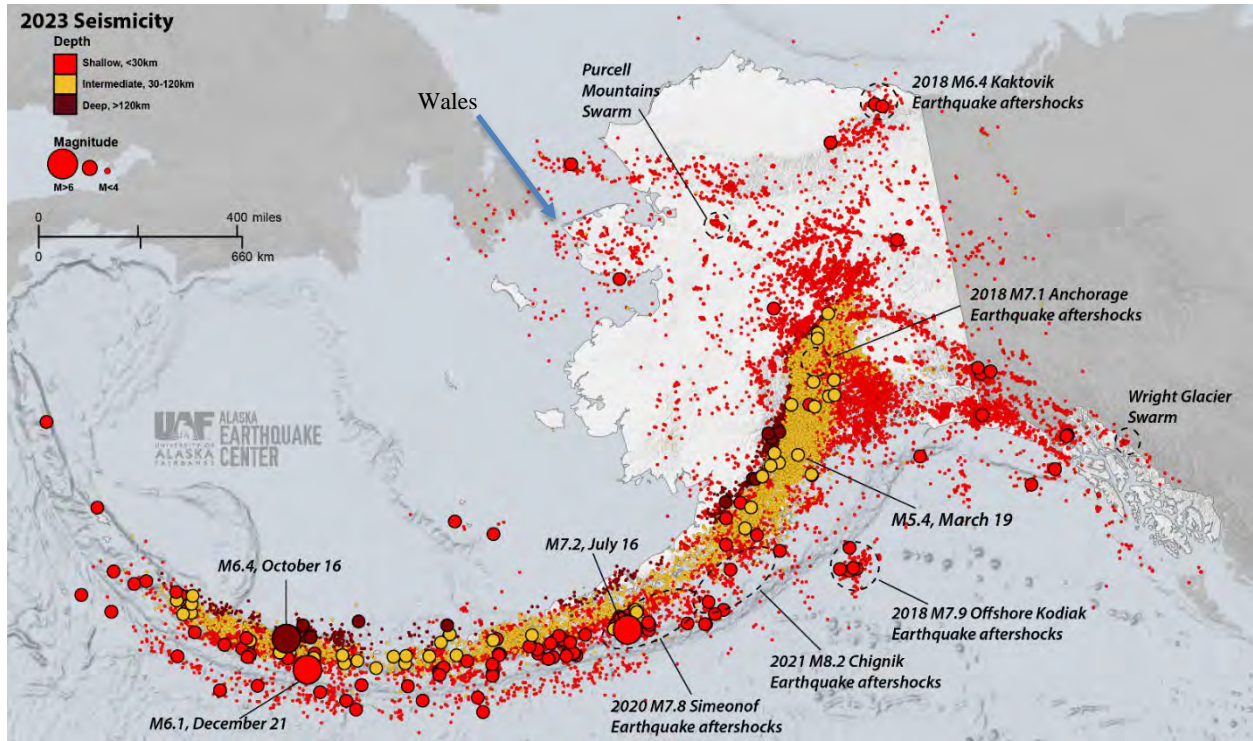 2023 Seismicity
Depth
Shallow, <30km
Intermediate, 30-120km
Deep, >120km
Magnitude
M>6
M<4
0
400 miles
0
660 km
Wales
Purcell
Mountains
Swarm
2018 M6.4 Kaktovik
Earthquake aftershocks
2018 M7.1 Anchorage
Earthquake aftershocks
Wright Glacier
Swarm
UAF
UNIVERSITY OF
ALASKA
FAIRBANKS
ALASKA
EARTHQUAKE
CENTER
M5.4, March 19
M7.2, July 16
M6.4, October 16
2018 M7.9 Offshore Kodiak
Earthquake aftershocks
2021 M8.2 Chignik
Earthquake aftershocks
2020 M7.8 Simeonof
Earthquake aftershocks
M6.1, December 21